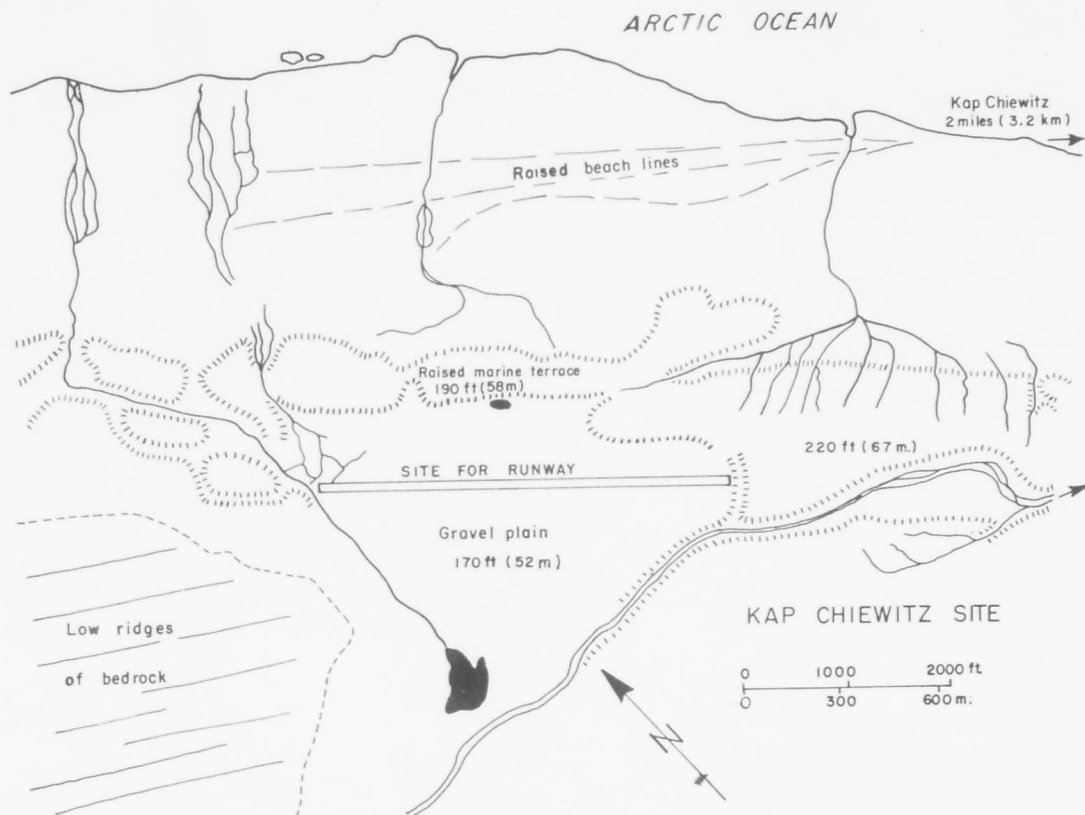 ARCTIC OCEAN
Kap Chiewitz
2 miles (3.2 km)
Raised beach lines
Raised marine terrace
190 ft (58m)
220 ft (67 m.)
SITE FOR RUNWAY
Gravel plain
170 ft (52 m)
Low ridges
of bedrock
KAP CHIEWITZ SITE
0 1000 2000 ft.
0 300 600 m.
N